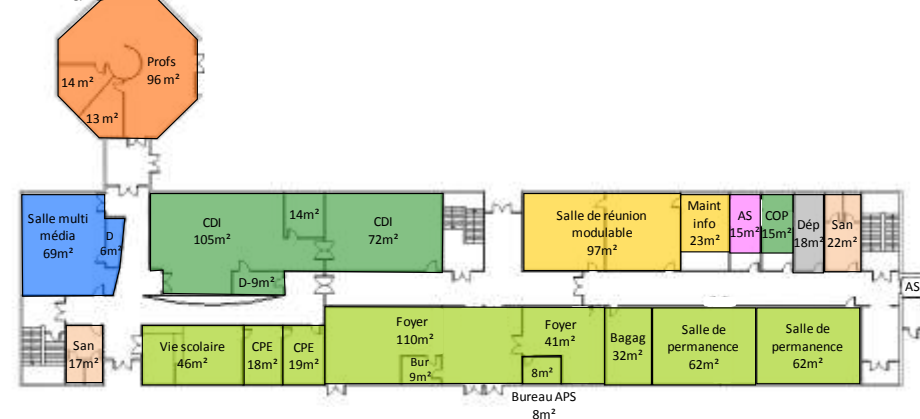 Profs
96 m²
14 m²
13 m²
Salle multi
média
69m²
D
6m²
CDI
105m²
14m²
CDI
72m²
D-9m²
Salle de réunion
modulable
97m²
Maint
info
23m²
AS
15m²
COP
15m²
Dép
18m²
San
22m²
AS
San
17m²
Vie scolaire
46m²
CPE
18m²
CPE
19m²
Foyer
110m²
Bur
9m²
Foyer
41m²
8m²
Bagag
32m²
Salle de
permanence
62m²
Salle de
permanence
62m²
Bureau APS
8m²